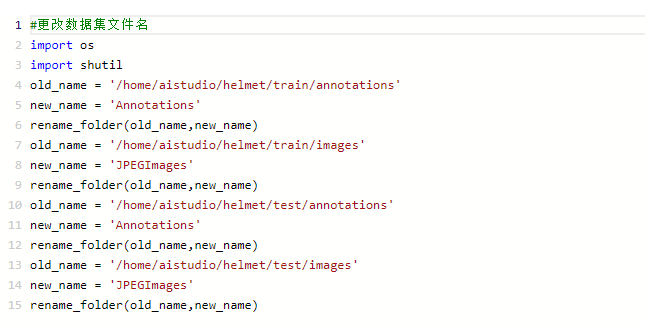 1 #更改数据集文件名
2 import os
3 import shutil
4 old_name = '/home/aistudio/helmet/train/annotations'
5 new_name = 'Annotations'
6 rename_folder(old_name,new_name)
7 old_name = '/home/aistudio/helmet/train/images'
8 new_name = 'JPEGImages'
9 rename_folder(old_name,new_name)
10 old_name = '/home/aistudio/helmet/test/annotations'
11 new_name = 'Annotations'
12 rename_folder(old_name,new_name)
13 old_name = '/home/aistudio/helmet/test/images'
14 new_name = 'JPEGImages'
15 rename_folder(old_name,new_name)